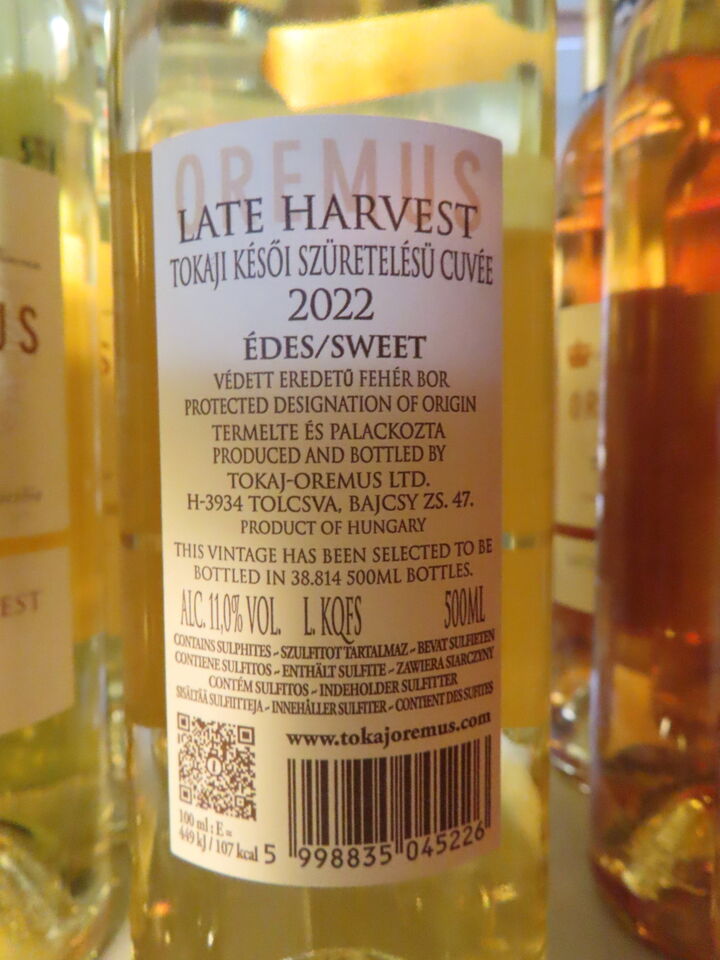 OREMUS
LATE HARVEST
TOKAJI KÉSŐI SZÜRETELÉSÜ CUVÉE
2022
ÉDES/SWEET
VÉDETT EREDETŰ FEHÉR BOR
PROTECTED DESIGNATION OF ORIGIN
TERMELTE ÉS PALACKOZTA
PRODUCED AND BOTTLED BY
TOKAJ-OREMUS LTD.
H-3934 TOLCSVA, BAJCSY ZS. 47.
PRODUCT OF HUNGARY
THIS VINTAGE HAS BEEN SELECTED TO BE
BOTTLED IN 38.814 500ML BOTTLES.
ALC. 11,0% VOL. L. KQFS 500ML
CONTAINS SULPHITES - SZULFITOT TARTALMAZ - BEVAT SULFIETEN
CONTIENE SULFITOS - ENTHÄLT SULFITE - ZAWIERA SIARCZYNY
CONTÉM SULFITOS - INDEHOLDER SULFITTER
SISÄLTÄÄ SULFIITTEJA - INNEHÅLLER SULFITER - CONTIENT DES SULFITES
www.tokajoremus.com
100 ml : E =
449 kJ / 107 kcal
5 998835 045226
US
EST
OR